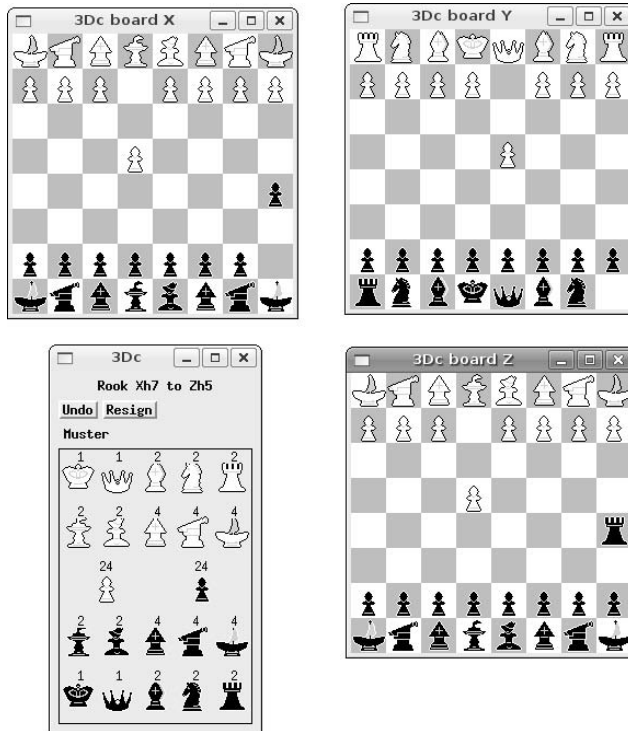 3Dc board X
3Dc board Y
3Dc
Rook Xh7 to Zh5
Undo Resign
Muster
1 1 2 2 2
2 2 4 4 4
24 24
2 2 4 4 4
1 1 2 2 2
3Dc board Z